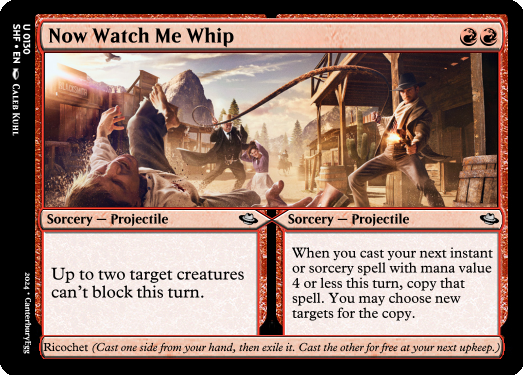 Now Watch Me Whip
Sorcery — Projectile
Up to two target creatures
can't block this turn.
Sorcery — Projectile
When you cast your next instant
or sorcery spell with mana value
4 or less this turn, copy that
spell. You may choose new
targets for the copy.
Ricochet (Cast one side from your hand, then exile it. Cast the other for free at your next upkeep.)
U 0130
SHF • EN Caleb Kuhl
2024 * CanterburyEgg